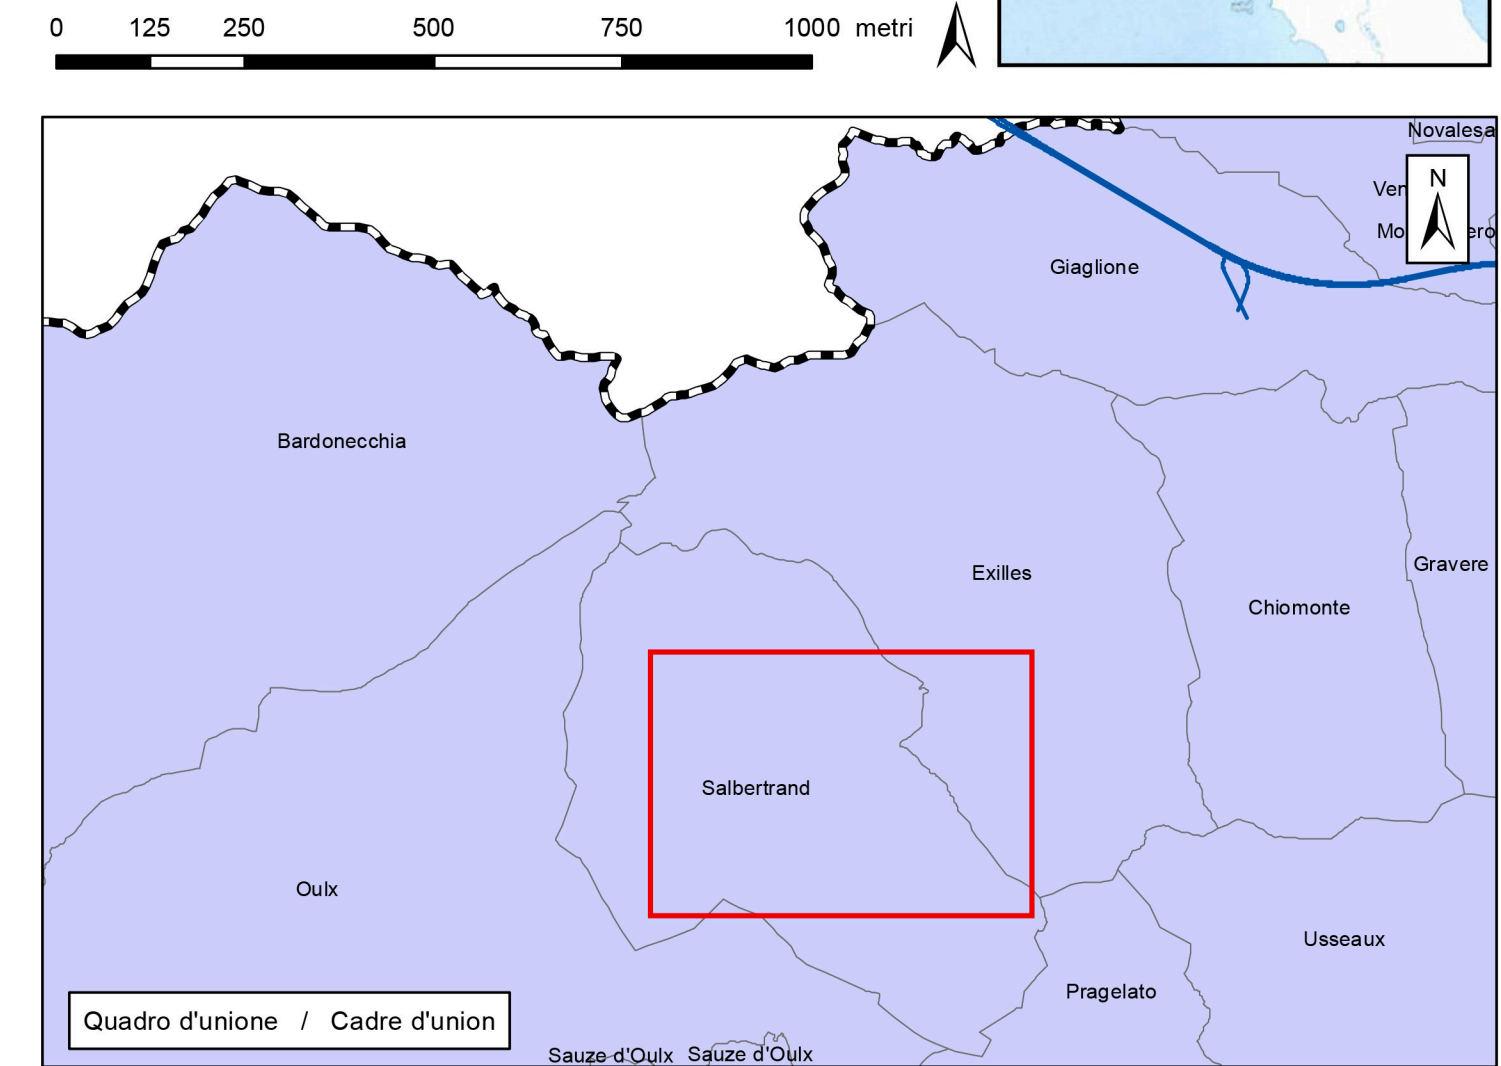 0 125 250 500 750 1000 metri
Novalesa
N
Giaglione
Bardonecchia
Exilles
Gravere
Chiomonte
Salbertrand
Oulx
Usseaux
Pragelato
Quadro d'unione / Cadre d'union
Sauze d'Oulx Sauze d'Oulx